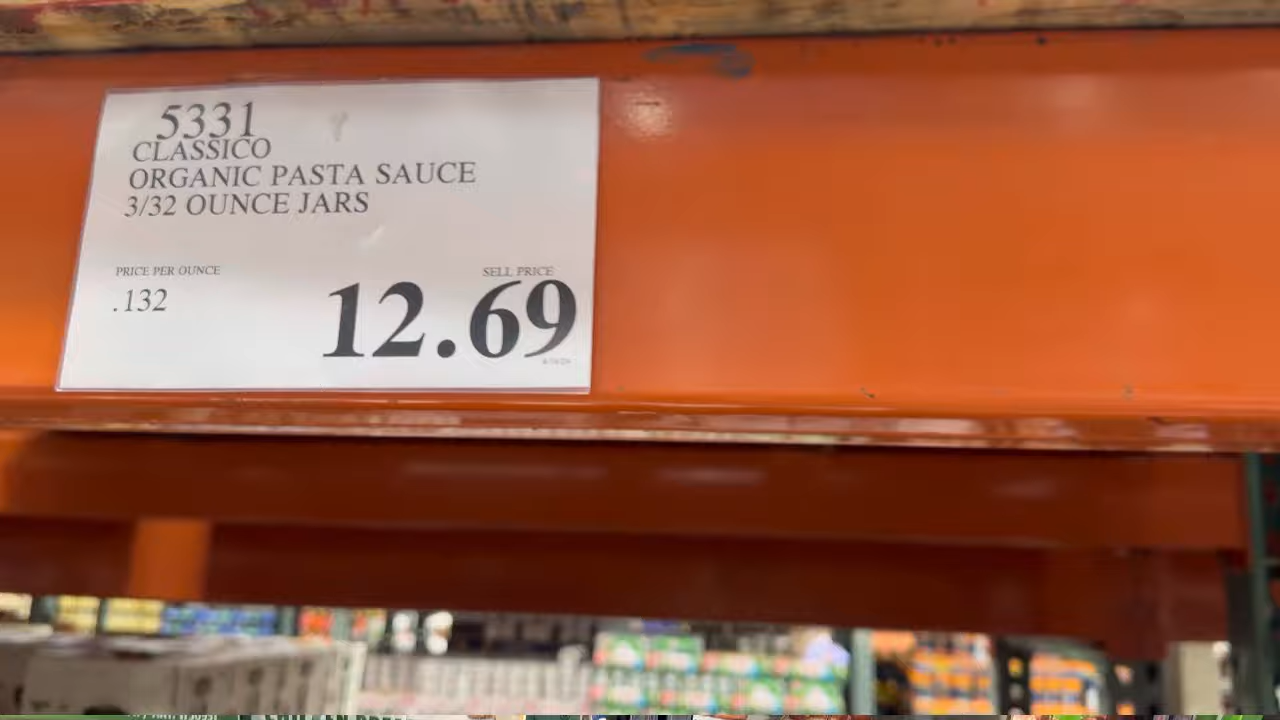 5331
CLASSICO
ORGANIC PASTA SAUCE
3/32 OUNCE JARS
PRICE PER OUNCE
SELL PRICE
.132
12.69